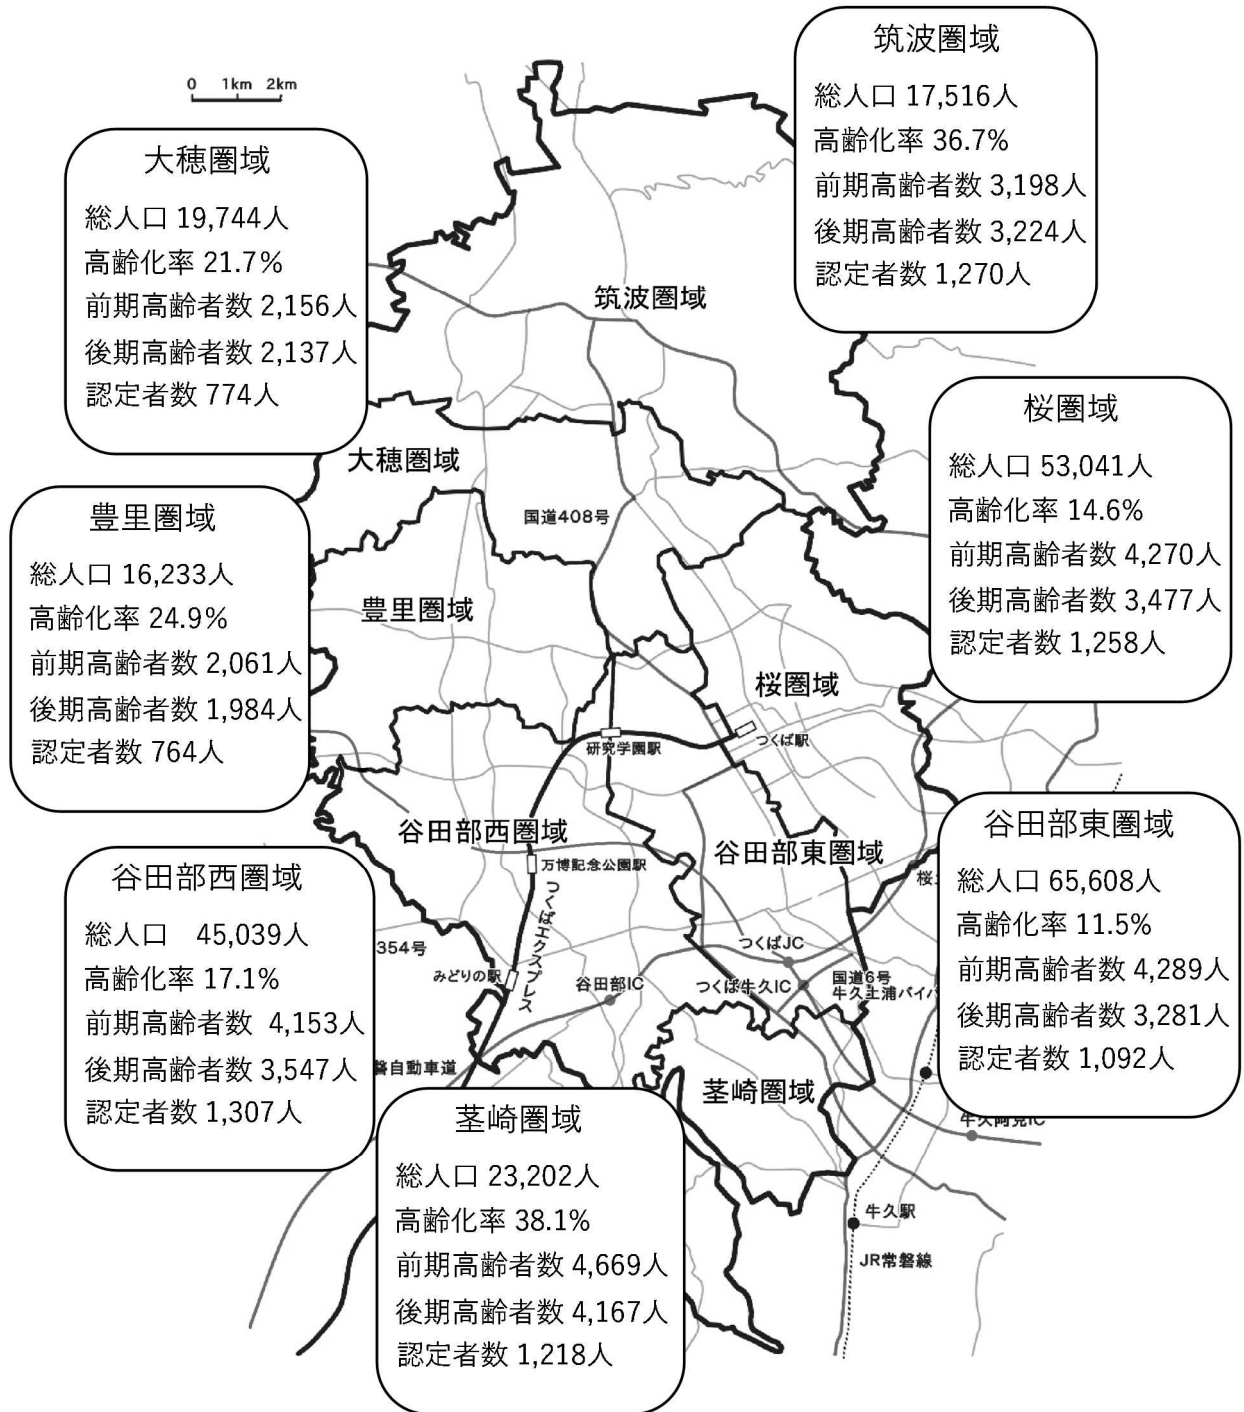 0 1km 2km
筑波圏域
総人口 17,516人
高齢化率 36.7%
前期高齢者数 3,198人
後期高齢者数 3,224人
認定者数 1,270人
大穂圏域
総人口 19,744人
高齢化率 21.7%
前期高齢者数 2,156人
後期高齢者数 2,137人
認定者数 774人
筑波圏域
桜圏域
総人口 53,041人
高齢化率 14.6%
前期高齢者数 4,270人
後期高齢者数 3,477人
認定者数 1,258人
大穂圏域
国道408号
豊里圏域
総人口 16,233人
高齢化率 24.9%
前期高齢者数 2,061人
後期高齢者数 1,984人
認定者数 764人
豊里圏域
桜圏域
研究学園駅
つくば駅
谷田部西圏域
谷田部東圏域
万博記念公園駅
つくばエクスプレス
谷田部東圏域
総人口 65,608人
高齢化率 11.5%
前期高齢者数 4,289人
後期高齢者数 3,281人
認定者数 1,092人
桜
谷田部西圏域
総人口 45,039人
高齢化率 17.1%
前期高齢者数 4,153人
後期高齢者数 3,547人
認定者数 1,307人
354号
みどりの駅
谷田部IC
つくばJC
つくば牛久IC
国道6号
牛久土浦バイパ
磐自動車道
茎崎圏域
牛久阿見IC
茎崎圏域
総人口 23,202人
高齢化率 38.1%
前期高齢者数 4,669人
後期高齢者数 4,167人
認定者数 1,218人
牛久駅
JR常磐線